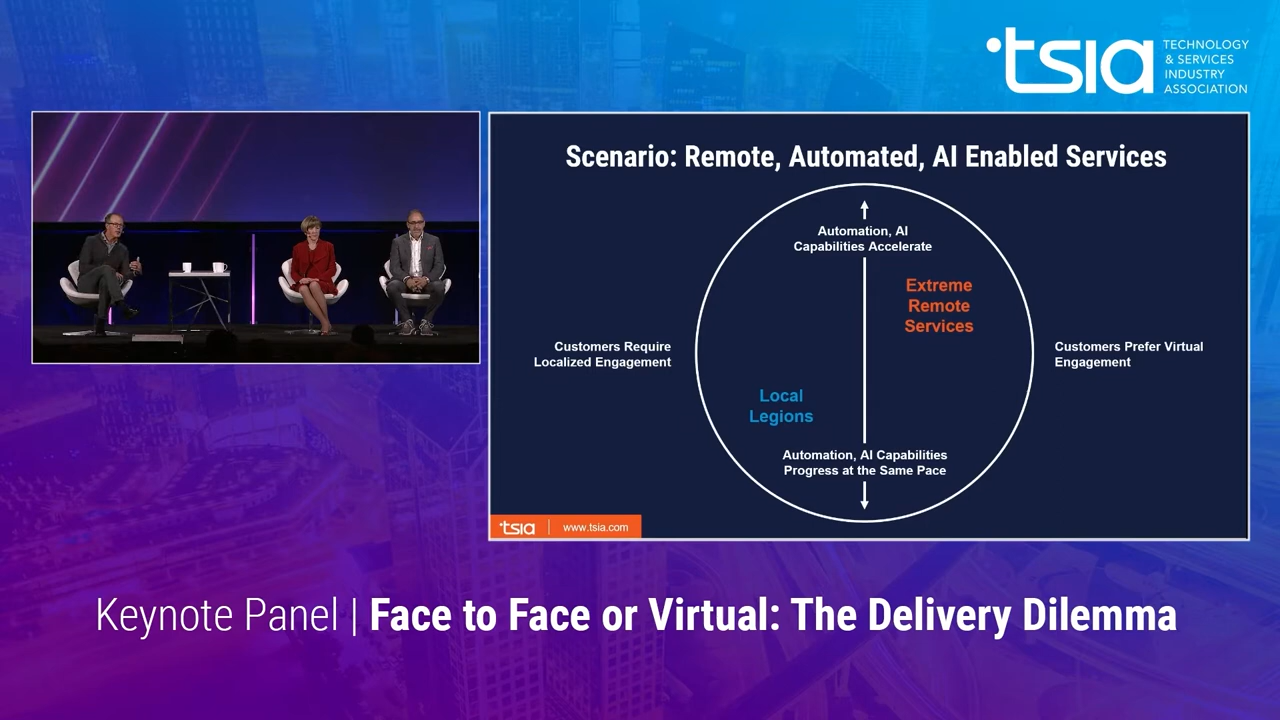 tsia
TECHNOLOGY
& SERVICES
INDUSTRY
ASSOCIATION
Scenario: Remote, Automated, AI Enabled Services
Automation, AI
Capabilities Accelerate
Extreme
Remote
Services
Customers Require
Localized Engagement
Customers Prefer Virtual
Engagement
Local
Legions
Automation, AI Capabilities
Progress at the Same Pace
tsia | www.tsia.com
Keynote Panel | Face to Face or Virtual: The Delivery Dilemma